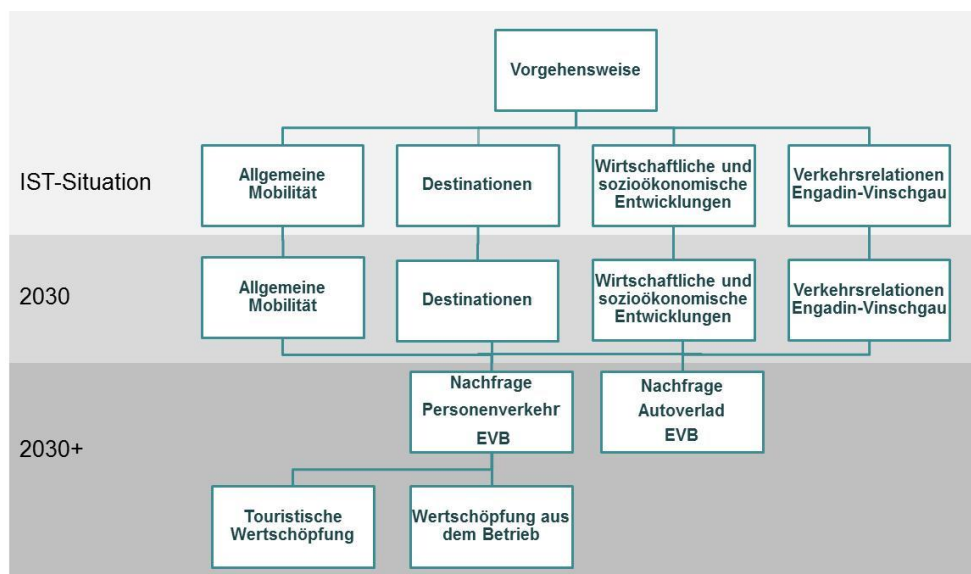 Vorgehensweise
IST-Situation
Allgemeine
Mobilität
Destinationen
Wirtschaftliche und
sozioökonomische
Entwicklungen
Verkehrsrelationen
Engadin-Vinschgau
2030
Allgemeine
Mobilität
Destinationen
Wirtschaftliche und
sozioökonomische
Entwicklungen
Verkehrsrelationen
Engadin-Vinschgau
2030+
Nachfrage
Personenverkehr
EVB
Nachfrage
Autoverlad
EVB
Touristische
Wertschöpfung
Wertschöpfung aus
dem Betrieb